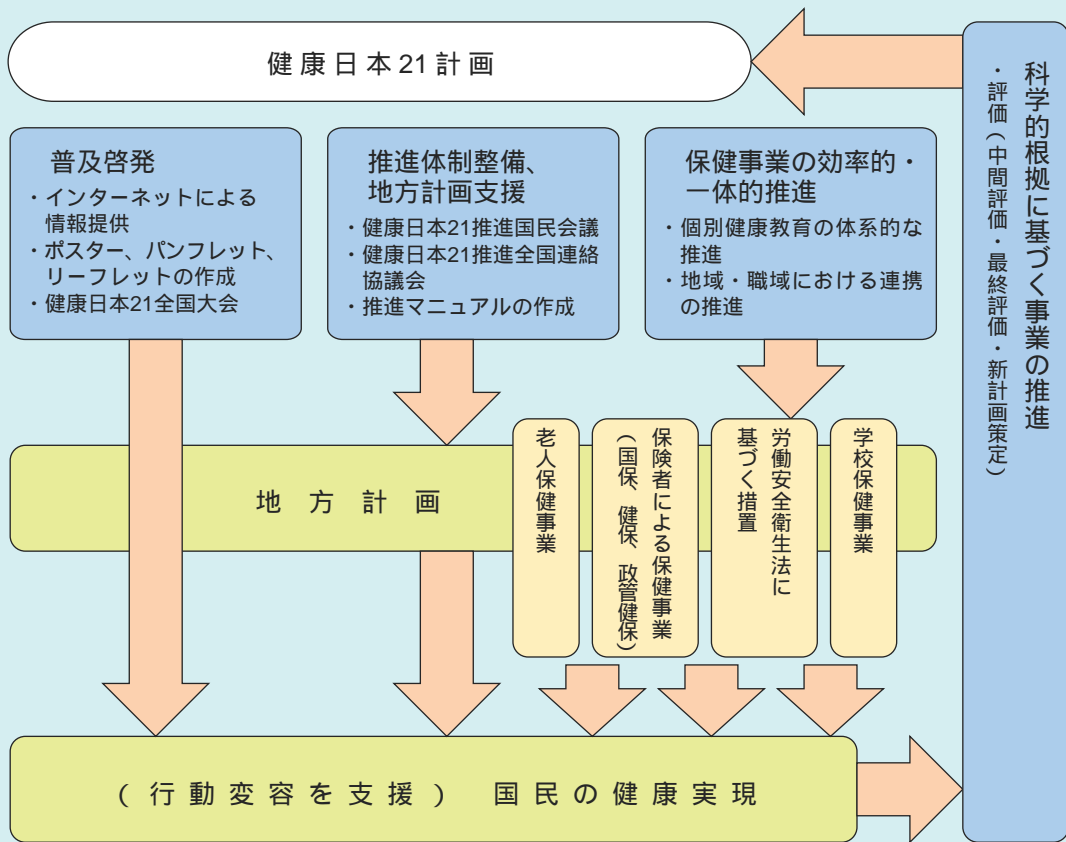 健康日本21計画
普及啓発
・インターネットによる
情報提供
・ポスター、パンフレット、
リーフレットの作成
・健康日本21全国大会
推進体制整備、
地方計画支援
・健康日本21推進国民会議
・健康日本21推進全国連絡
協議会
・推進マニュアルの作成
保健事業の効率的・
一体的推進
・個別健康教育の体系的な
推進
・地域・職域における連携
の推進
科学的根拠に基づく事業の推進
・評価（中間評価・最終評価・新計画策定）
地方計画
老人保健事業
保険者による保健事業
（国保、健保、政管健保）
労働安全衛生法に
基づく措置
学校保健事業
（行動変容を支援） 国民の健康実現